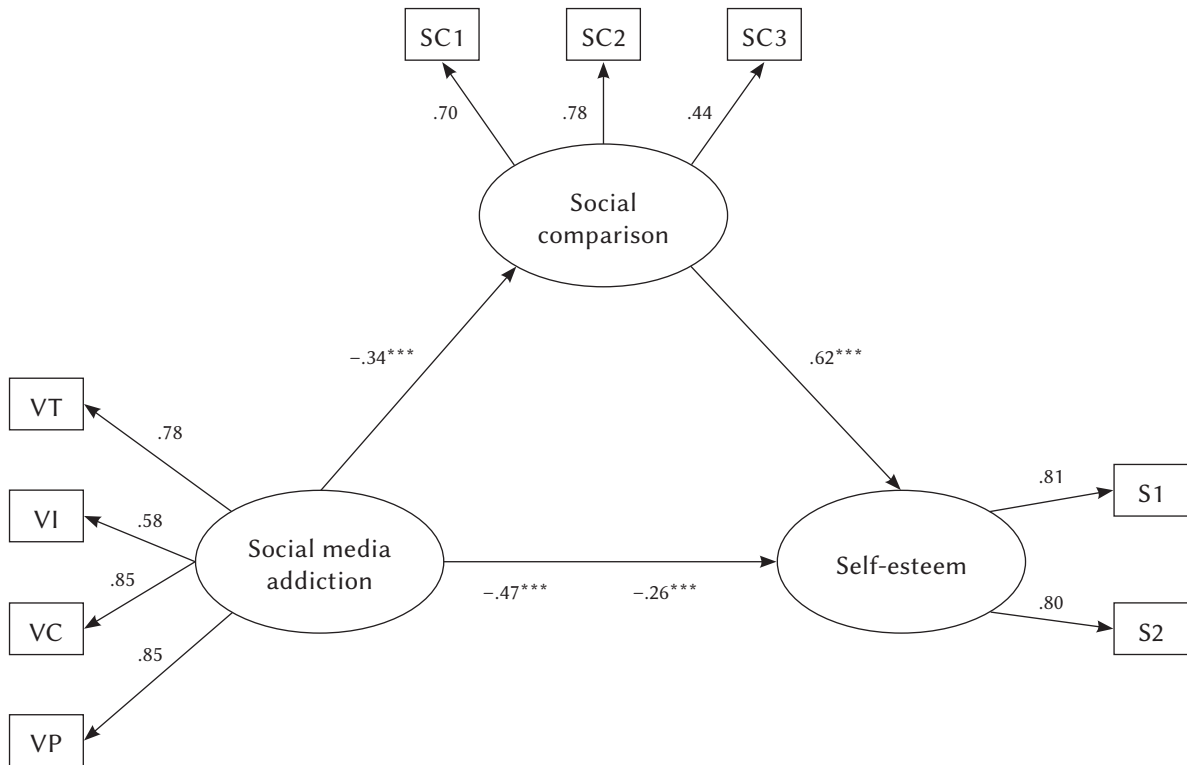 SC1
SC2
SC3
.70
.78
.44
Social
comparison
−.34***
.62***
VT
.78
VI
.58
Social media
addiction
.85
VC
.85
VP
−.47***
−.26***
Self-esteem
.81
S1
.80
S2